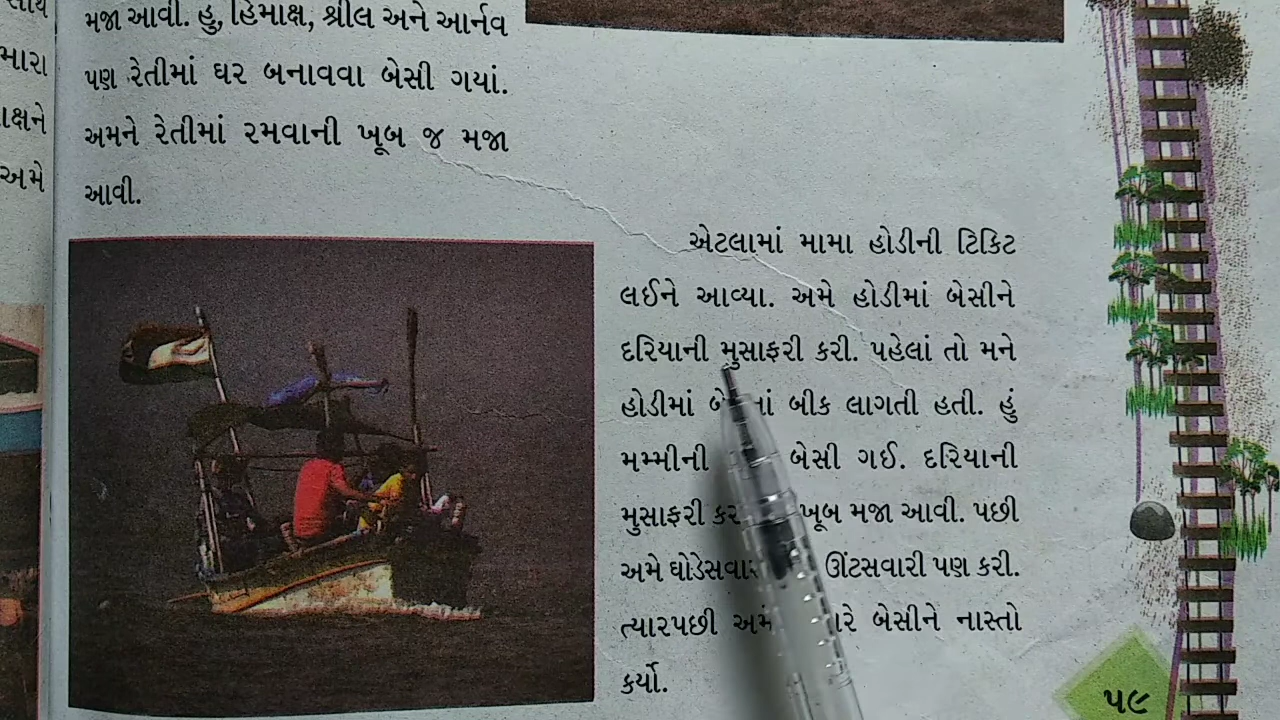 મારા
અમે
મજા આવી. હું, હિમાક્ષ, શ્રીલ અને આર્નવ
પણ રેતીમાં ઘર બનાવવા બેસી ગયાં.
અમને રેતીમાં રમવાની ખૂબ જ મજા
આવી.
એટલામાં મામા હોડીની ટિકિટ
લઈને આવ્યા. અમે હોડીમાં બેસીને
દરિયાની મુસાફરી કરી. પહેલાં તો મને
હોડીમાં બીક લાગતી હતી. હું
મમ્મીની બેસી ગઈ. દરિયાની
મુસાફરી ખૂબ મજા આવી. પછી
અમે ઊંટસવારી પણ કરી.
ત્યારપછી બેસીને નાસ્તો
કર્યો.
૫૯